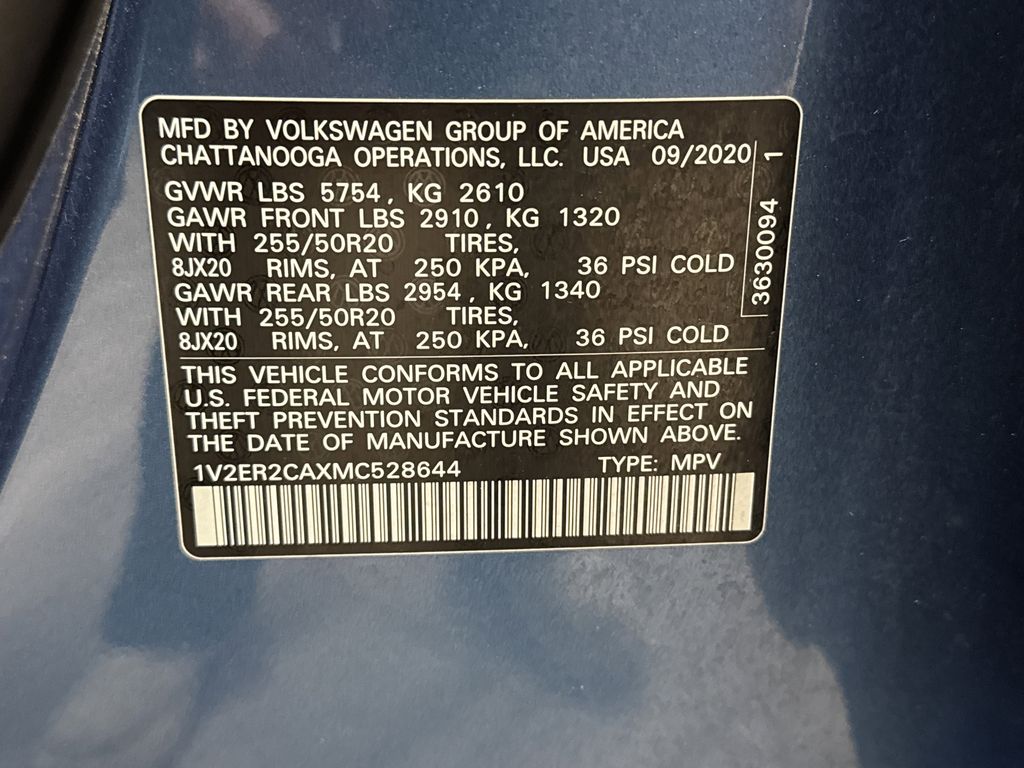 MFD BY VOLKSWAGEN GROUP OF AMERICA
CHATTANOOGA OPERATIONS, LLC. USA 09/2020
GVWR LBS 5754, KG 2610
GAWR FRONT LBS 2910, KG 1320
WITH 255/50R20 TIRES,
8JX20 RIMS, AT 250 KPA, 36 PSI COLD
GAWR REAR LBS 2954, KG 1340
WITH 255/50R20 TIRES,
8JX20 RIMS, AT 250 KPA, 36 PSI COLD
3630094 1
THIS VEHICLE CONFORMS TO ALL APPLICABLE
U.S. FEDERAL MOTOR VEHICLE SAFETY AND
THEFT PREVENTION STANDARDS IN EFFECT ON
THE DATE OF MANUFACTURE SHOWN ABOVE.
1V2ER2CAXMC528644 TYPE: MPV